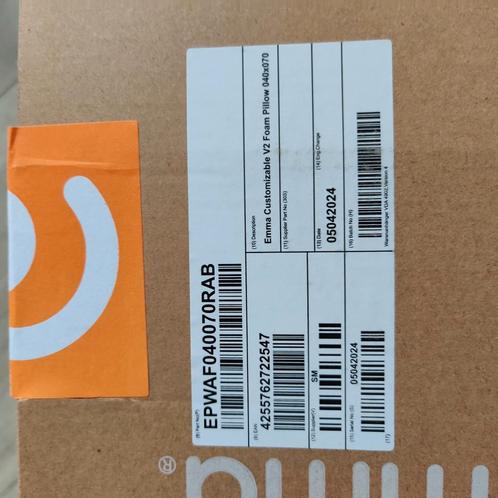 (8) Part No(P)
EPWAF040070RAB
(9) EAN
4255762722547
(10) Description
Emma Customizable V2 Foam Pillow 040x070
(11) Supplier Part No (30S)
(12) Supplier(V)
SM
(13) Date
05042024
(14) Eng.Change
(15) Serial No (S)
05042024
(16) Batch No (H)
(17)
Warenanhänger VDA 4902,Version 4
®